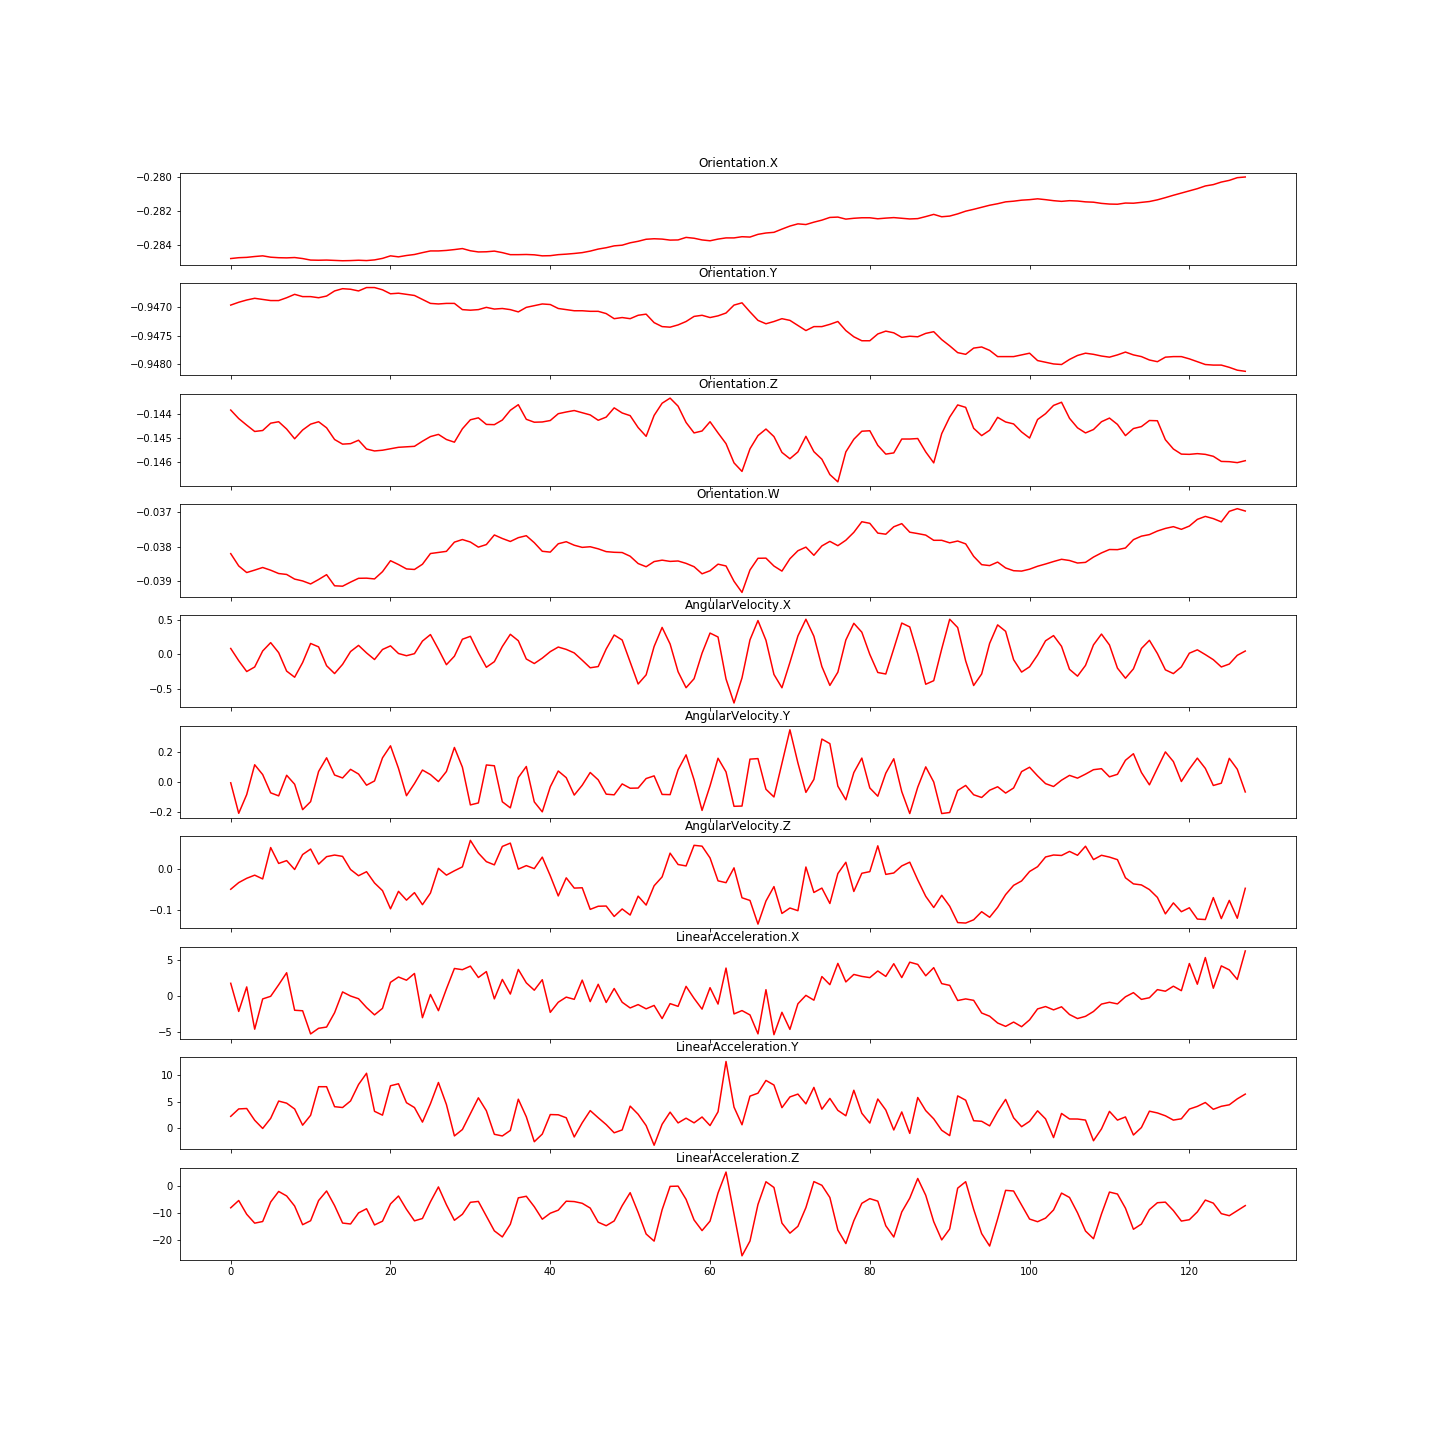 Orientation.X
−0.280
−0.282
−0.284
Orientation.Y
−0.9470
−0.9475
−0.9480
Orientation.Z
−0.144
−0.145
−0.146
Orientation.W
−0.037
−0.038
−0.039
AngularVelocity.X
0.5
0.0
−0.5
AngularVelocity.Y
0.2
0.0
−0.2
AngularVelocity.Z
0.0
−0.1
LinearAcceleration.X
5
0
−5
LinearAcceleration.Y
10
5
0
LinearAcceleration.Z
0
−10
−20
0 20 40 60 80 100 120